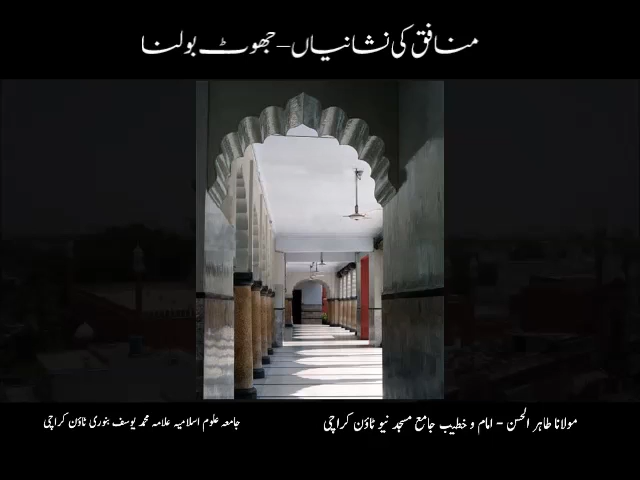 منافق کی نشانیاں – جھوٹ بولنا
مولانا طاہر الحسن - امام و خطیب جامع مسجد نیو ٹاؤن کراچی
جامعہ علوم اسلامیہ علامہ محمد یوسف بنوری ٹاؤن کراچی